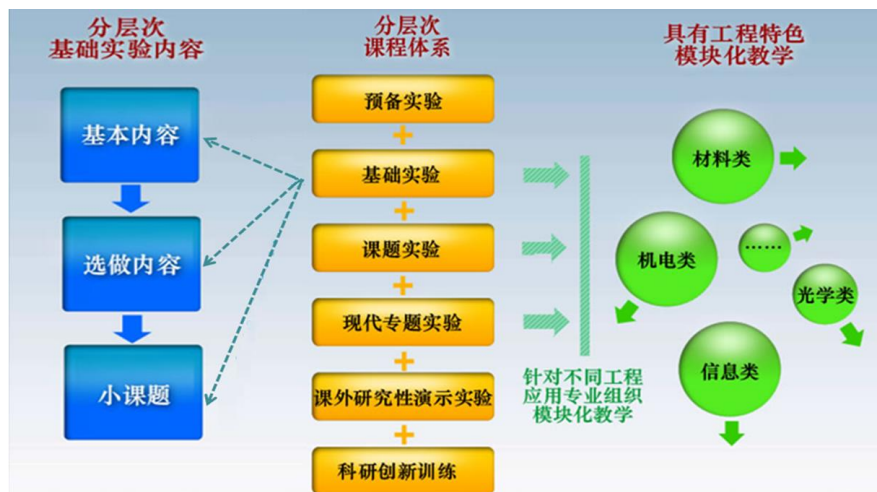 分层次
基础实验内容
基本内容
选做内容
小课题
分层次
课程体系
预备实验
+
基础实验
+
课题实验
+
现代专题实验
+
课外研究性演示实验
+
科研创新训练
针对不同工程
应用专业组织
模块化教学
具有工程特色
模块化教学
材料类
机电类
……
光学类
信息类